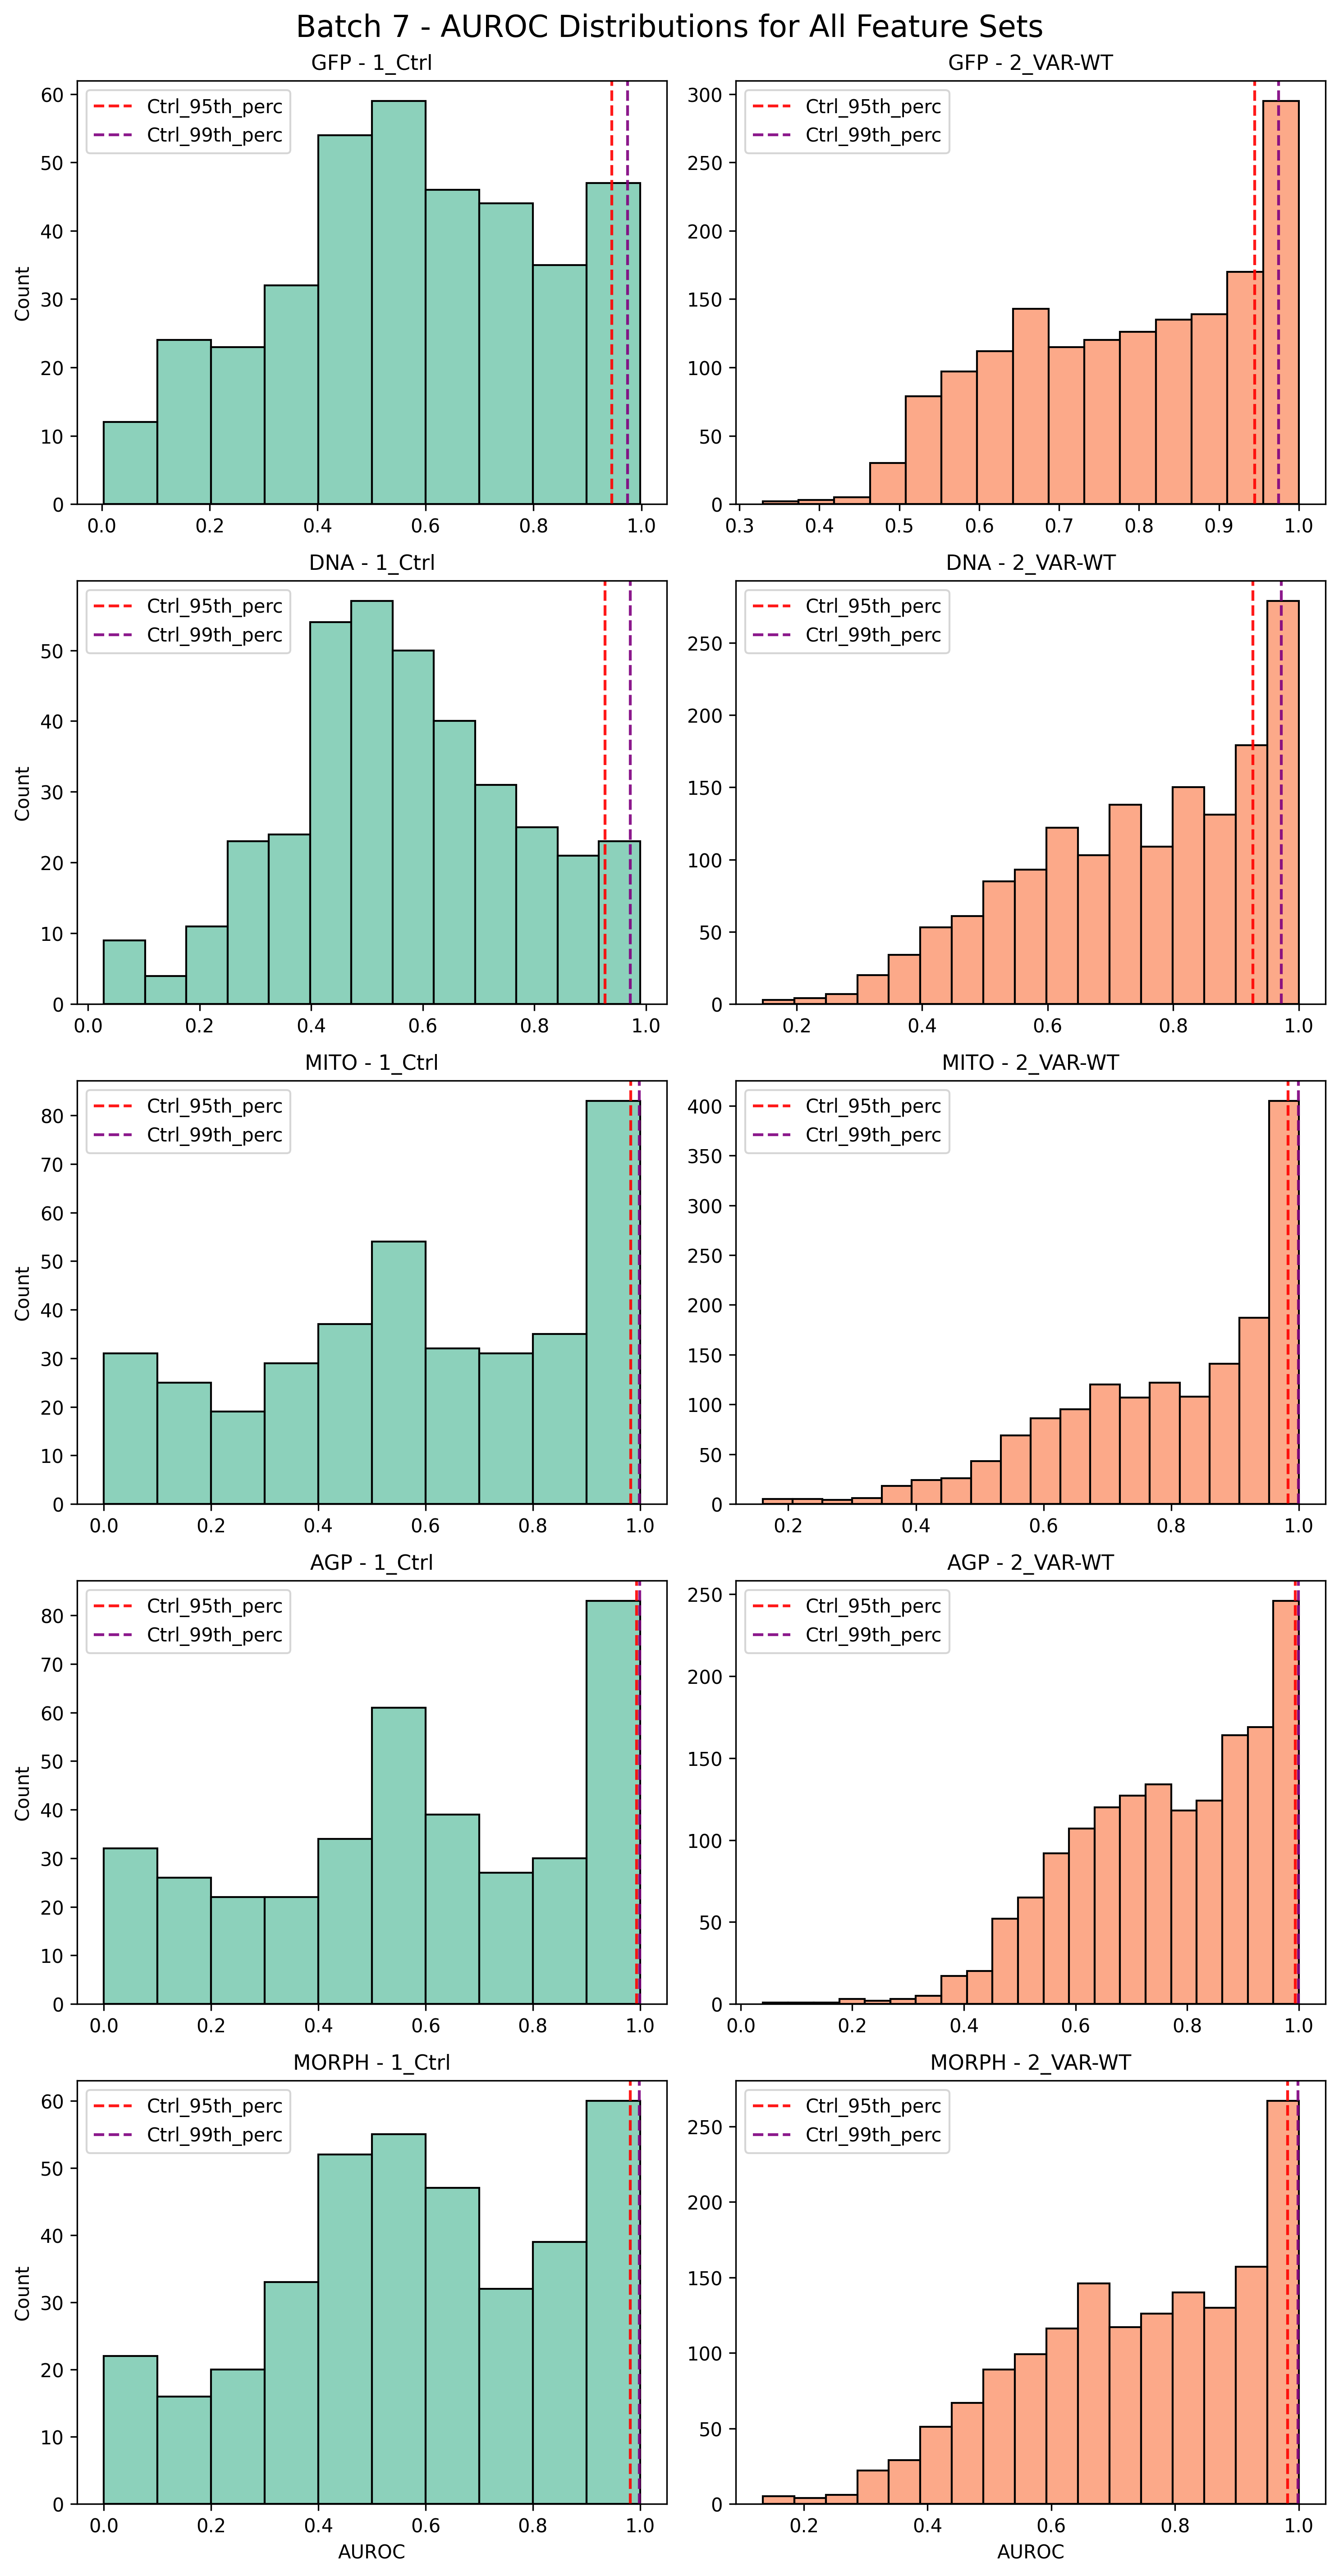 Batch 7 - AUROC Distributions for All Feature Sets
GFP - 1_Ctrl
Ctrl_95th_perc
Ctrl_99th_perc
Count
60
50
40
30
20
10
0
0.0 0.2 0.4 0.6 0.8 1.0
GFP - 2_VAR-WT
Ctrl_95th_perc
Ctrl_99th_perc
300
250
200
150
100
50
0
0.3 0.4 0.5 0.6 0.7 0.8 0.9 1.0
DNA - 1_Ctrl
Ctrl_95th_perc
Ctrl_99th_perc
Count
50
40
30
20
10
0
0.0 0.2 0.4 0.6 0.8 1.0
DNA - 2_VAR-WT
Ctrl_95th_perc
Ctrl_99th_perc
250
200
150
100
50
0
0.2 0.4 0.6 0.8 1.0
MITO - 1_Ctrl
Ctrl_95th_perc
Ctrl_99th_perc
Count
80
70
60
50
40
30
20
10
0
0.0 0.2 0.4 0.6 0.8 1.0
MITO - 2_VAR-WT
Ctrl_95th_perc
Ctrl_99th_perc
400
350
300
250
200
150
100
50
0
0.2 0.4 0.6 0.8 1.0
AGP - 1_Ctrl
Ctrl_95th_perc
Ctrl_99th_perc
Count
80
70
60
50
40
30
20
10
0
0.0 0.2 0.4 0.6 0.8 1.0
AGP - 2_VAR-WT
Ctrl_95th_perc
Ctrl_99th_perc
250
200
150
100
50
0
0.0 0.2 0.4 0.6 0.8 1.0
MORPH - 1_Ctrl
Ctrl_95th_perc
Ctrl_99th_perc
Count
60
50
40
30
20
10
0
0.0 0.2 0.4 0.6 0.8 1.0
AUROC
MORPH - 2_VAR-WT
Ctrl_95th_perc
Ctrl_99th_perc
250
200
150
100
50
0
0.2 0.4 0.6 0.8 1.0
AUROC